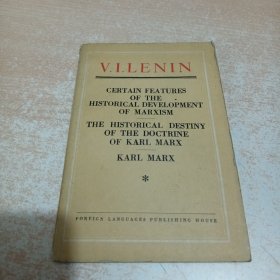 V. I. LENIN
CERTAIN FEATURES
OF THE
HISTORICAL DEVELOPMENT
OF MARXISM
THE HISTORICAL DESTINY
OF THE DOCTRINE
OF KARL MARX
KARL MARX
*
FOREIGN LANGUAGES PUBLISHING HOUSE